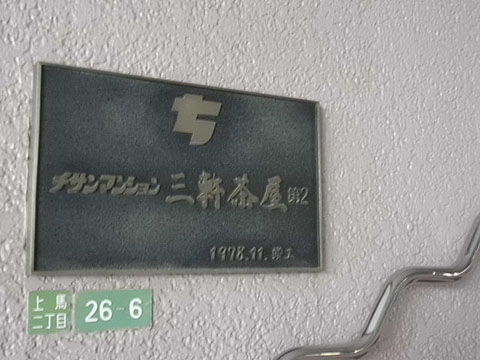 ち
チサンマンション 三軒茶屋 第2
1978.11. 竣工
上馬
二丁目
26-6